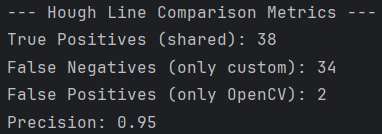 --- Hough Line Comparison Metrics ---
True Positives (shared): 38
False Negatives (only custom): 34
False Positives (only OpenCV): 2
Precision: 0.95